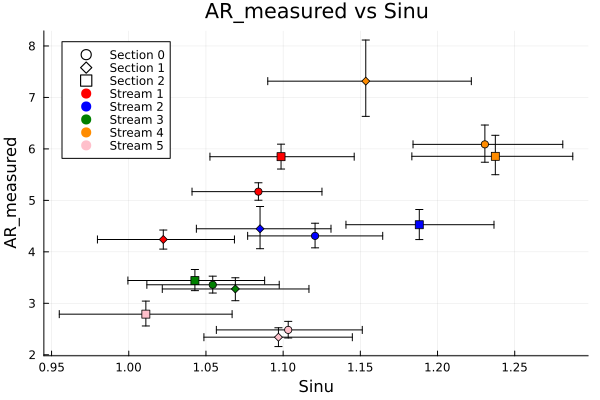 AR_measured vs Sinu
Section 0
Section 1
Section 2
Stream 1
Stream 2
Stream 3
Stream 4
Stream 5
8
7
6
5
4
3
2
AR_measured
0.95
1.00
1.05
1.10
1.15
1.20
1.25
Sinu